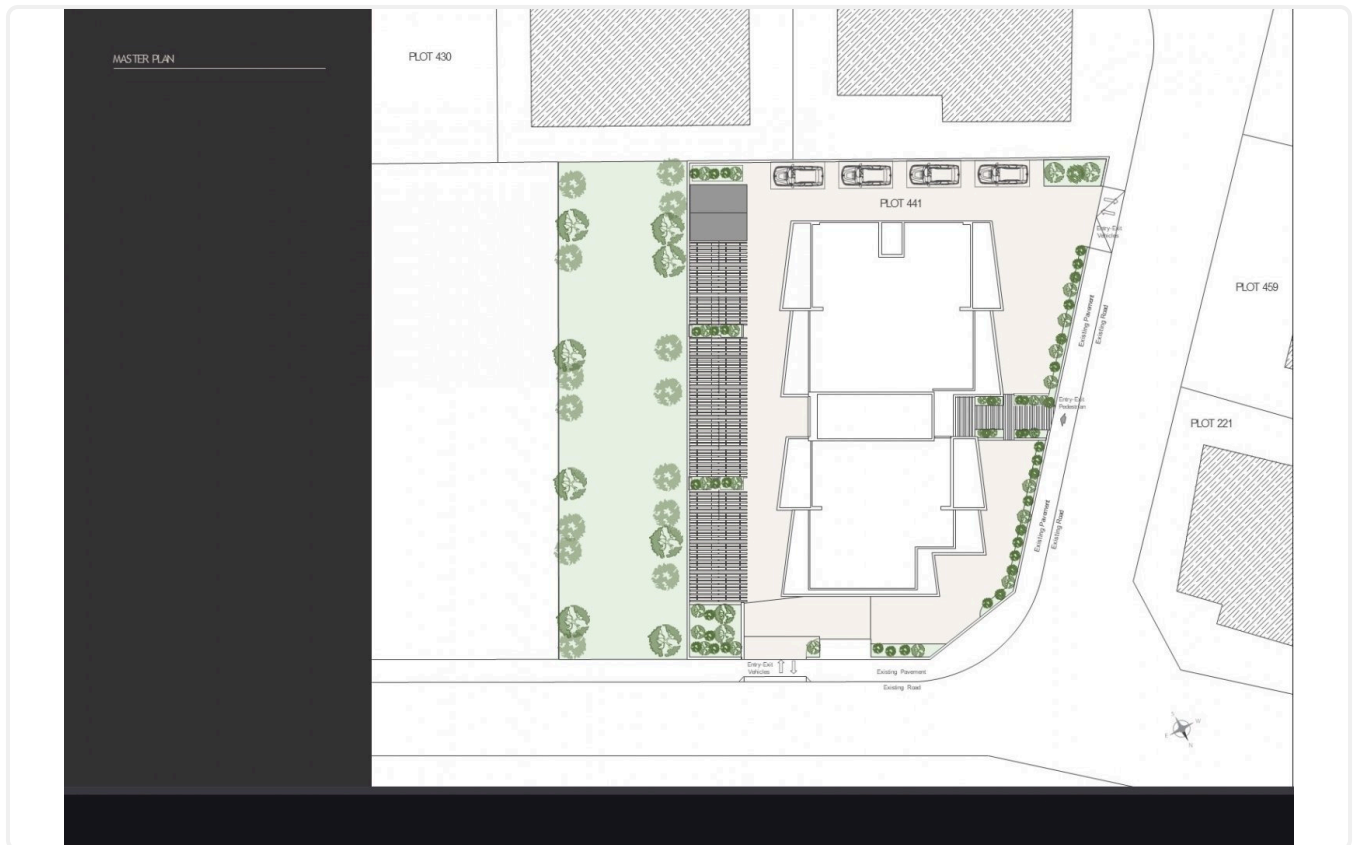 MASTER PLAN
PLOT 430
PLOT 441
Entry-Exit
Vehicles
PLOT 459
Existing Pavement
Existing Road
Entry-Exit
Pedestrian
PLOT 221
Existing Pavement
Existing Road
Entry-Exit
Vehicles
Existing Pavement
Existing Road
W
N